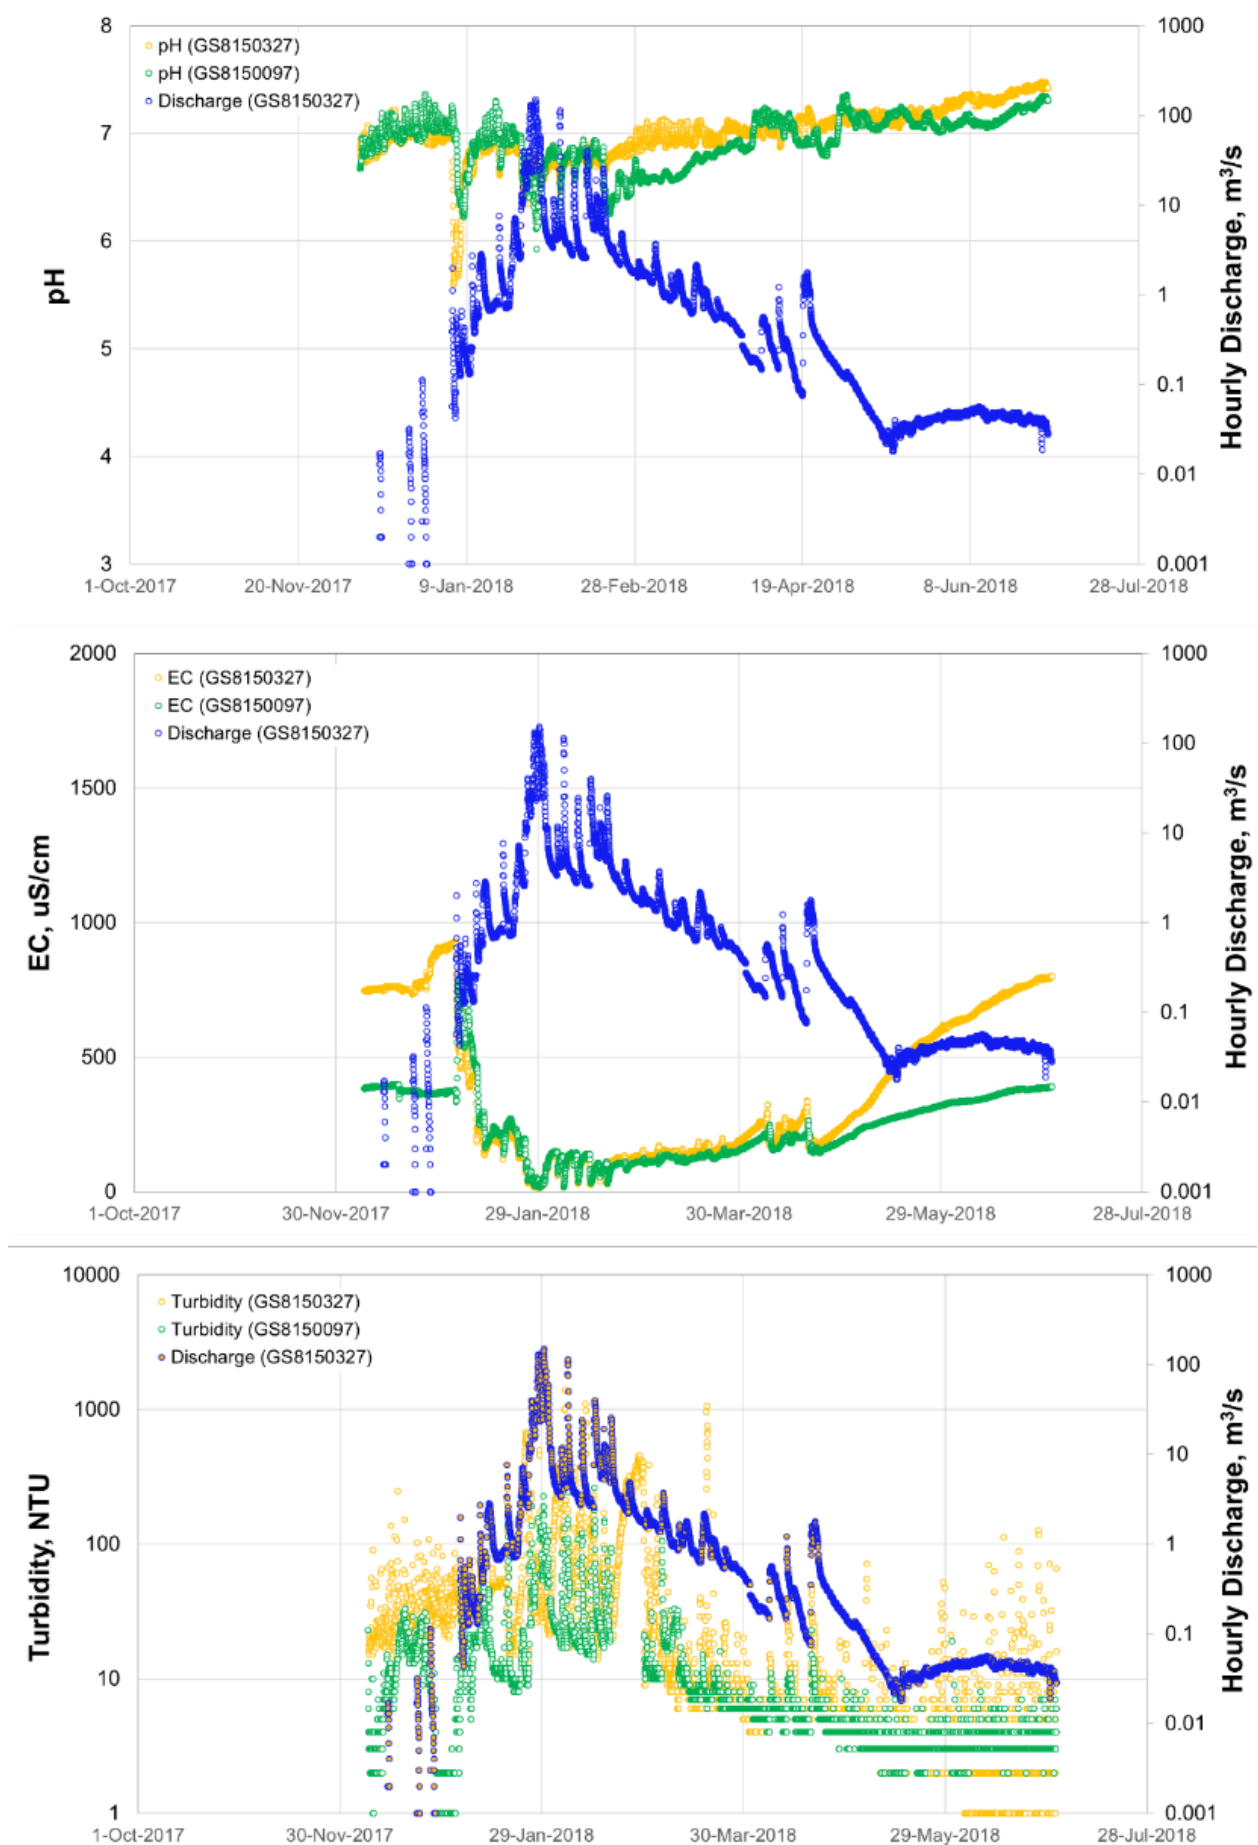 8
1000
pH (GS8150327)
pH (GS8150097)
Discharge (GS8150327)
7
100
6
10
pH
5
1
4
0.1
0.01
3
0.001
Hourly Discharge, m³/s
1-Oct-2017
20-Nov-2017
9-Jan-2018
28-Feb-2018
19-Apr-2018
8-Jun-2018
28-Jul-2018
2000
1000
EC (GS8150327)
EC (GS8150097)
Discharge (GS8150327)
100
1500
10
EC, uS/cm
1000
1
0.1
500
0.01
0
0.001
Hourly Discharge, m³/s
1-Oct-2017
30-Nov-2017
29-Jan-2018
30-Mar-2018
29-May-2018
28-Jul-2018
10000
1000
Turbidity (GS8150327)
Turbidity (GS8150097)
Discharge (GS8150327)
100
1000
10
Turbidity, NTU
100
1
0.1
10
0.01
1
0.001
Hourly Discharge, m³/s
1-Oct-2017
30-Nov-2017
29-Jan-2018
30-Mar-2018
29-May-2018
28-Jul-2018